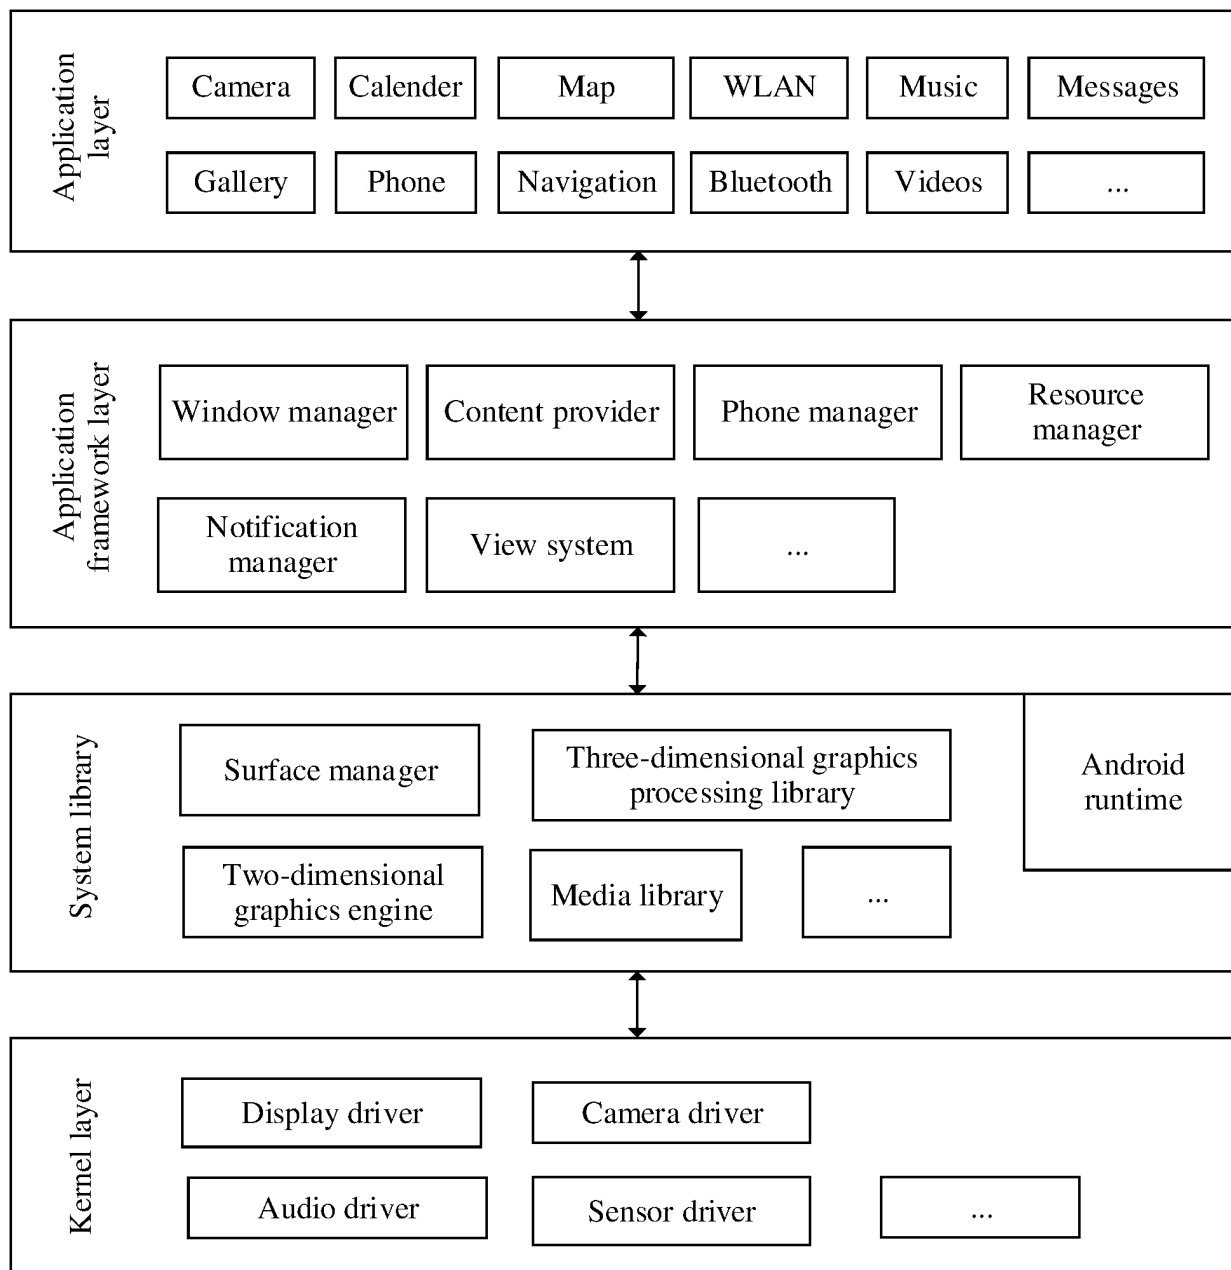 Application
layer
Camera
Calender
Map
WLAN
Music
Messages
Gallery
Phone
Navigation
Bluetooth
Videos
...
Application
framework layer
Window manager
Content provider
Phone manager
Resource
manager
Notification
manager
View system
...
System library
Surface manager
Three-dimensional graphics
processing library
Android
runtime
Two-dimensional
graphics engine
Media library
...
Kernel layer
Display driver
Camera driver
Audio driver
Sensor driver
...